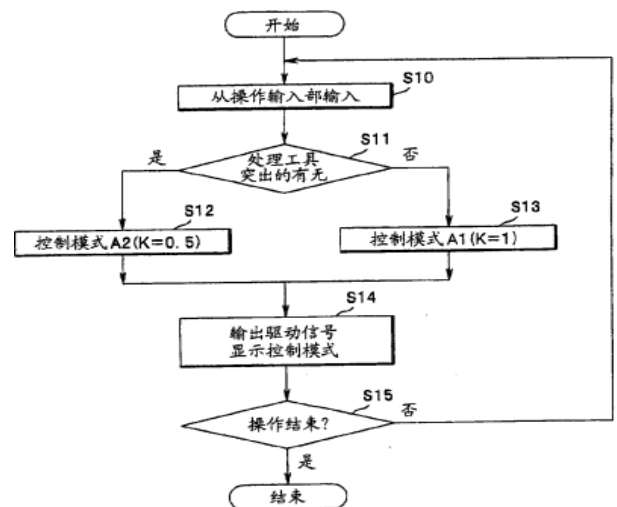 开始
S10
从操作输入部输入
S11
是
处理工具
突出的有无
否
S12
控制模式A2(K=0.5)
S13
控制模式A1(K=1)
S14
输出驱动信号
显示控制模式
S15
操作结束?
否
是
结束